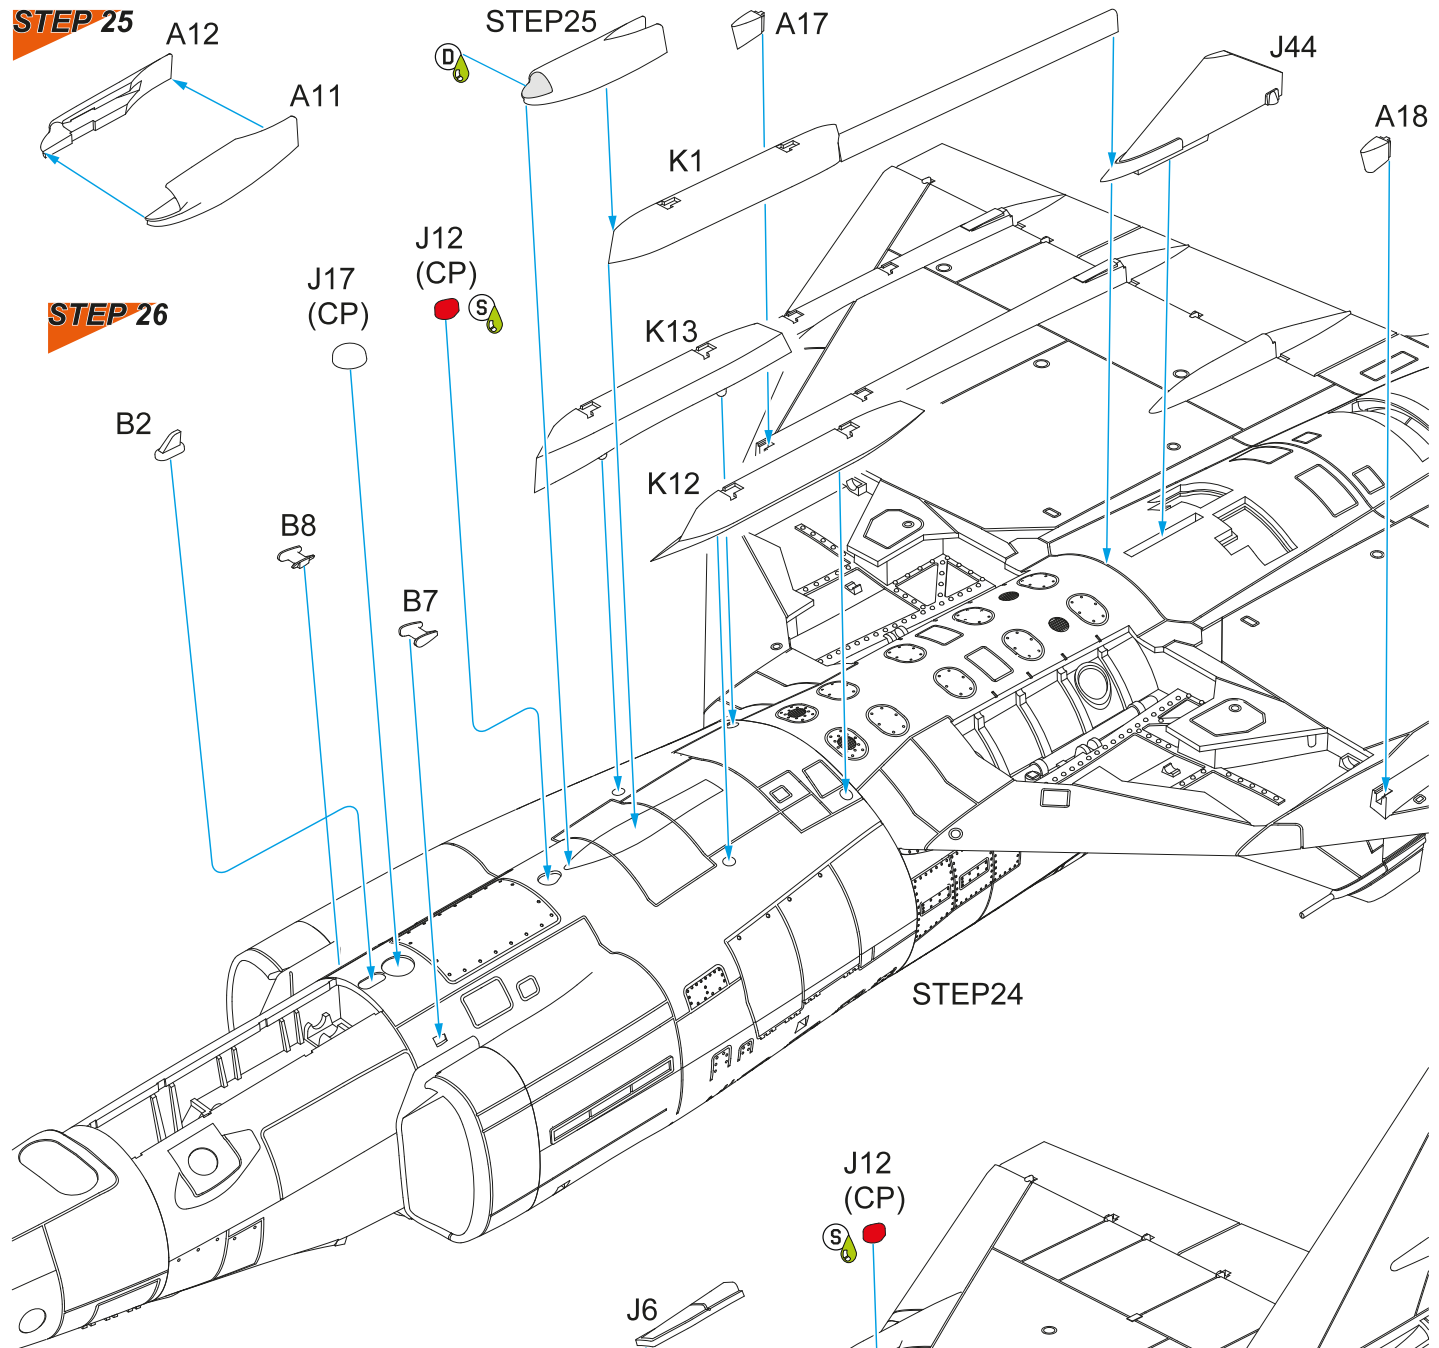 STEP 25
A12
A11
STEP25
D
A17
J44
A18
K1
J12
(CP)
S
J17
(CP)
STEP 26
K13
B2
K12
B8
B7
STEP24
J12
(CP)
S
J6